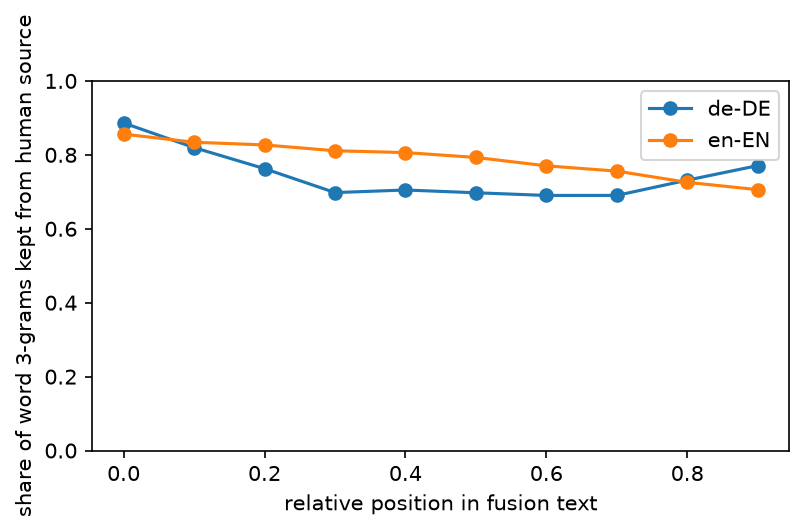 share of word 3-grams kept from human source
1.0
0.8
0.6
0.4
0.2
0.0
de-DE
en-EN
0.0 0.2 0.4 0.6 0.8
relative position in fusion text